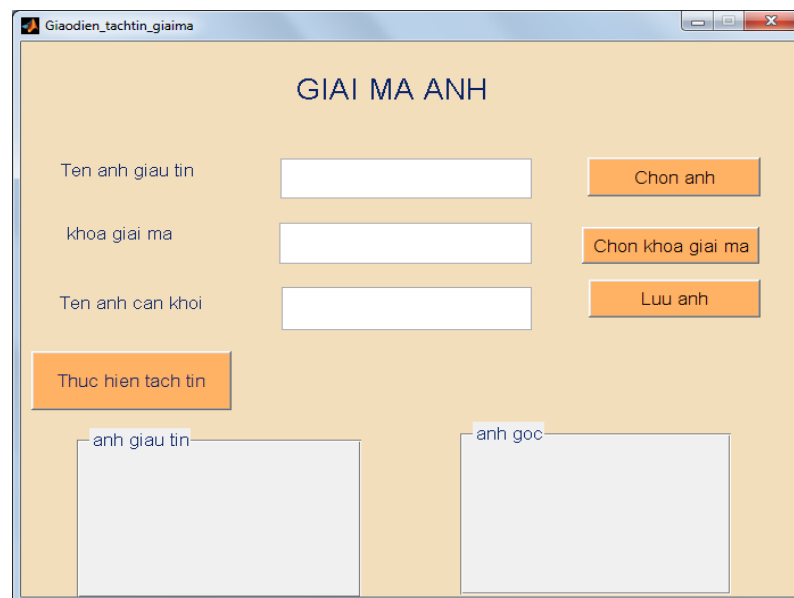 Giaodien_tachtin_giaima
GIAI MA ANH
Ten anh giau tin
Chon anh
khoa giai ma
Chon khoa giai ma
Ten anh can khoi
Luu anh
Thuc hien tach tin
anh giau tin
anh goc